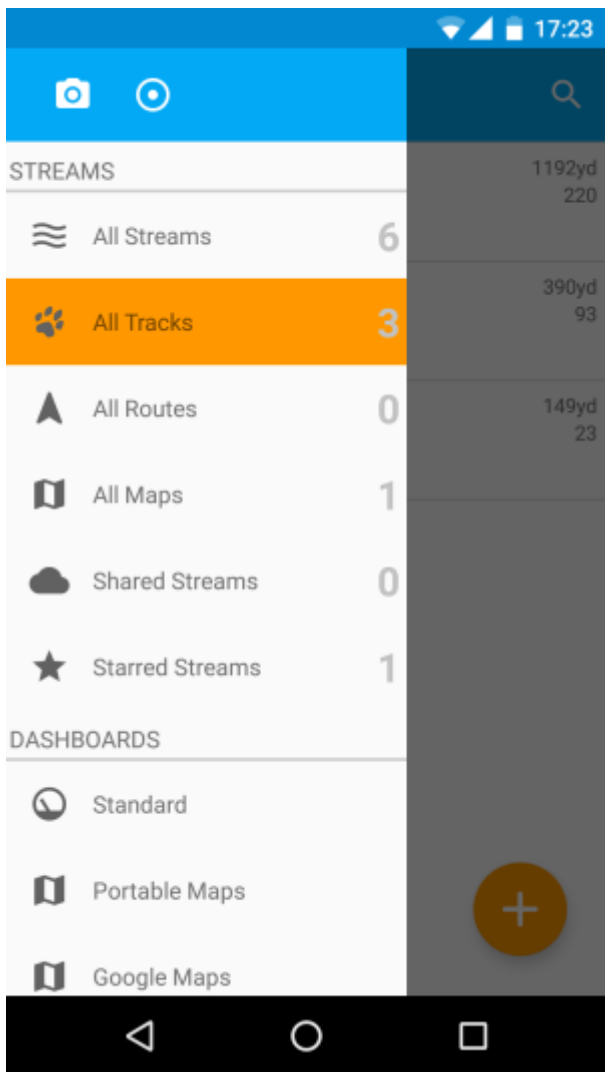 17:23
STREAMS
All Streams 6
All Tracks 3
All Routes 0
All Maps 1
Shared Streams 0
Starred Streams 1
DASHBOARDS
Standard
Portable Maps
Google Maps
1192yd
220
390yd
93
149yd
23